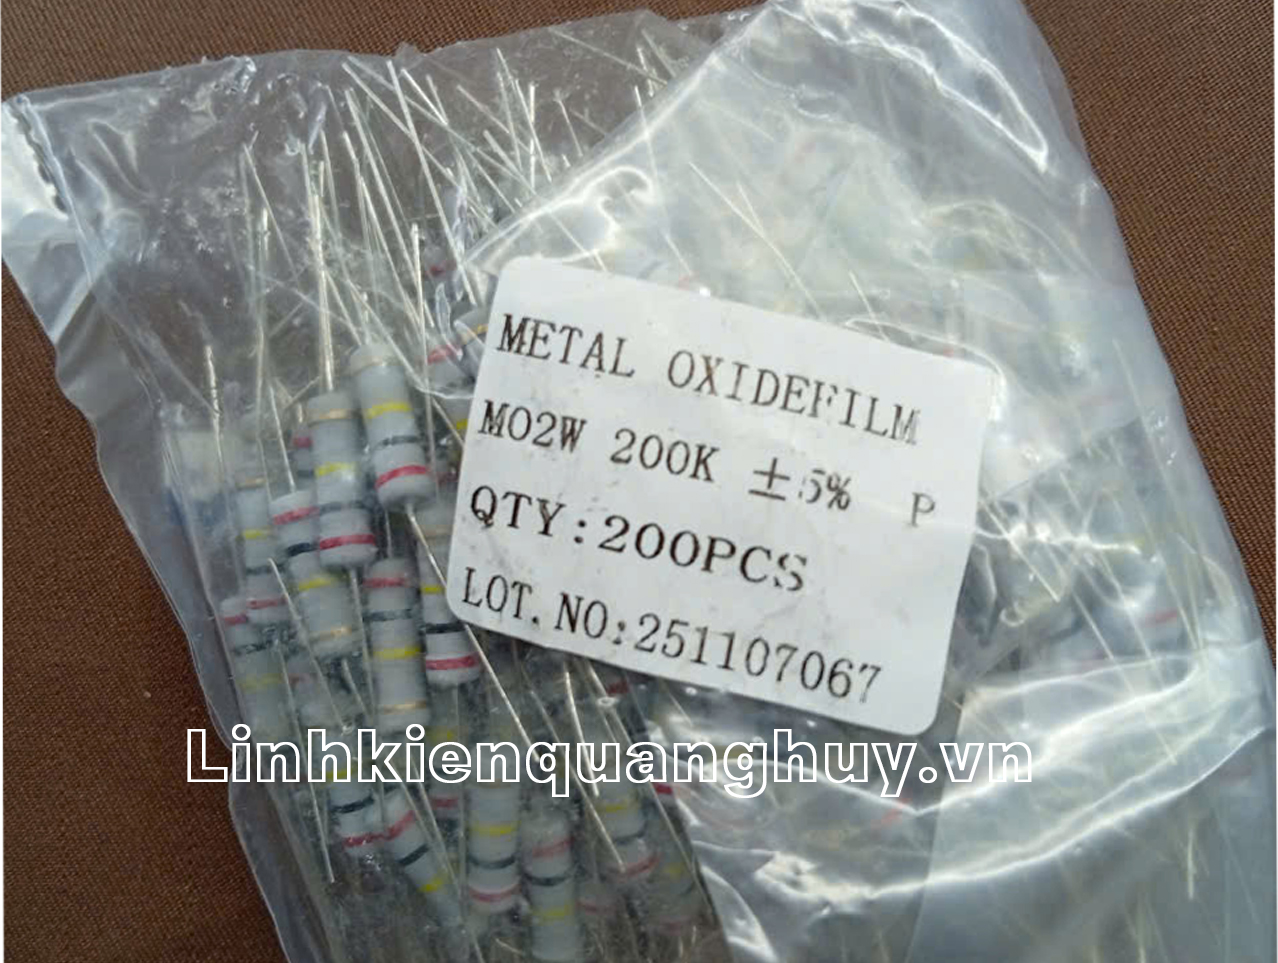 METAL OXIDEFILM
MO2W 200K ±5% P
QTY:200PCS
LOT.NO:251107067
Linhkienquanghuy.vn